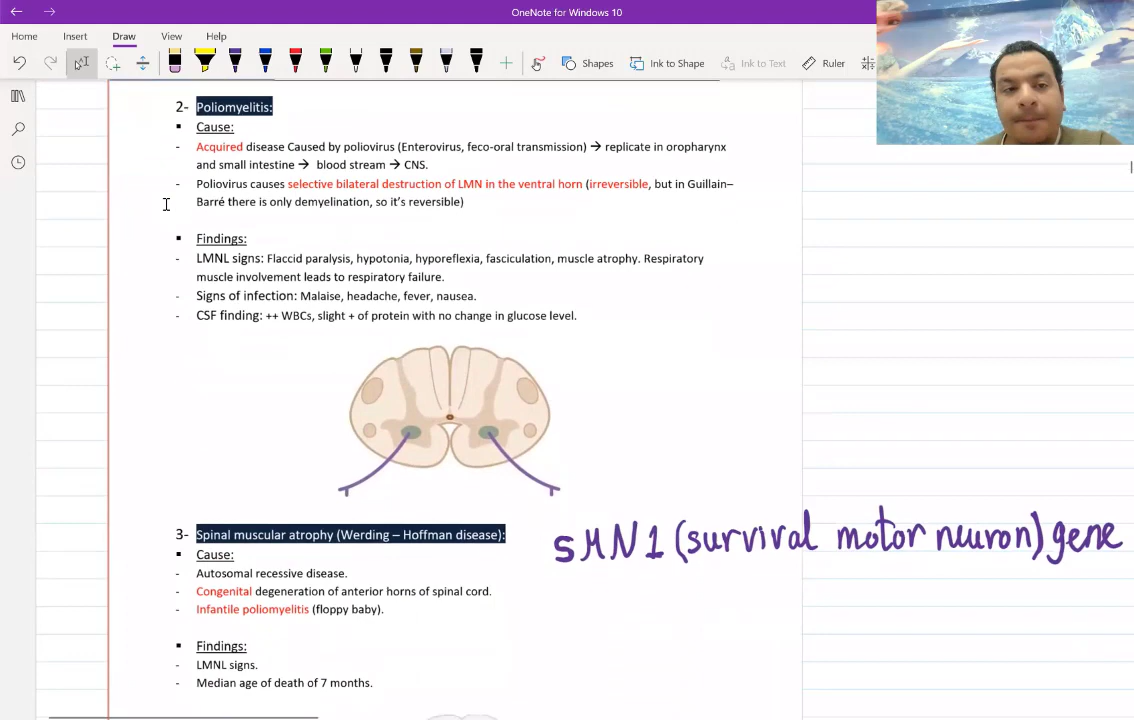 OneNote for Windows 10
Home Insert Draw View Help
Shapes Ink to Shape Ink to Text Ruler
2- Poliomyelitis:
▪ Cause:
- Acquired disease Caused by poliovirus (Enterovirus, feco-oral transmission) → replicate in oropharynx
and small intestine → blood stream → CNS.
- Poliovirus causes selective bilateral destruction of LMN in the ventral horn (irreversible, but in Guillain–
Barré there is only demyelination, so it’s reversible)
▪ Findings:
- LMNL signs: Flaccid paralysis, hypotonia, hyporeflexia, fasciculation, muscle atrophy. Respiratory
muscle involvement leads to respiratory failure.
- Signs of infection: Malaise, headache, fever, nausea.
- CSF finding: ++ WBCs, slight + of protein with no change in glucose level.
3- Spinal muscular atrophy (Werding – Hoffman disease):
SMN1 (survival motor neuron) gene
▪ Cause:
- Autosomal recessive disease.
- Congenital degeneration of anterior horns of spinal cord.
- Infantile poliomyelitis (floppy baby).
▪ Findings:
- LMNL signs.
- Median age of death of 7 months.